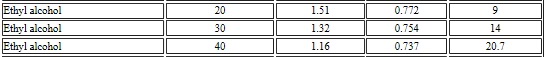 Ethyl alcohol 20 1.51 0.772 9
Ethyl alcohol 30 1.32 0.754 14
Ethyl alcohol 40 1.16 0.737 20.7